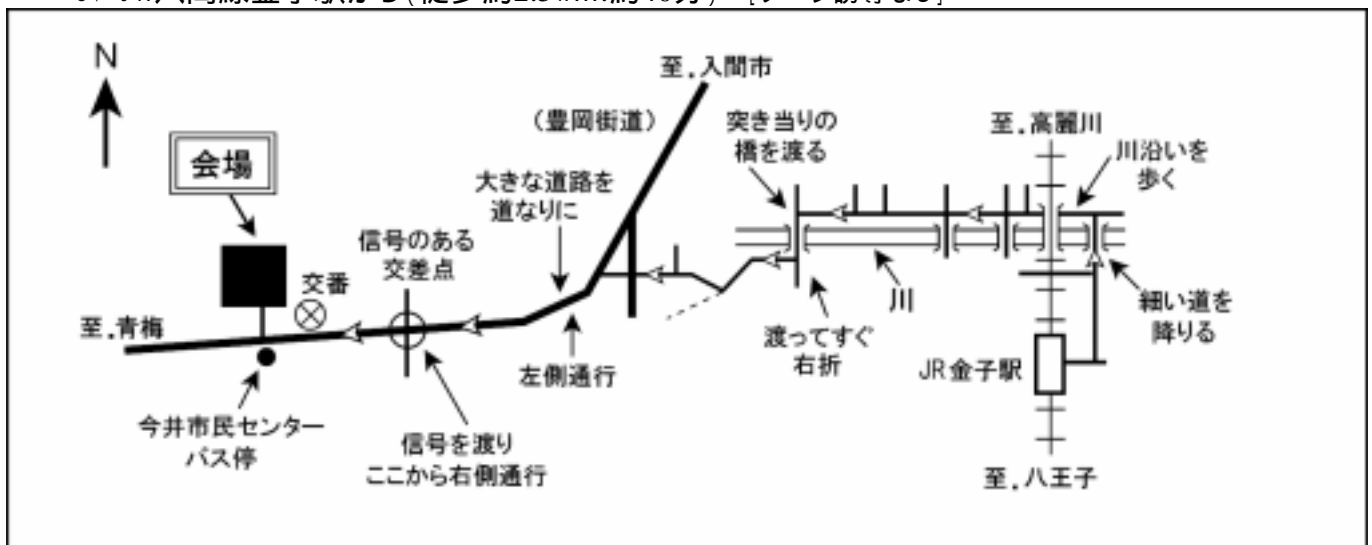 N
会場
至.青梅
交番
今井市民センター
バス停
信号のある
交差点
信号を渡り
ここから右側通行
大きな道路を
道なりに
左側通行
(豊岡街道)
至.入間市
突き当りの
橋を渡る
渡ってすぐ
右折
川
至.高麗川
川沿いを
歩く
細い道を
降りる
JR金子駅
至.八王子